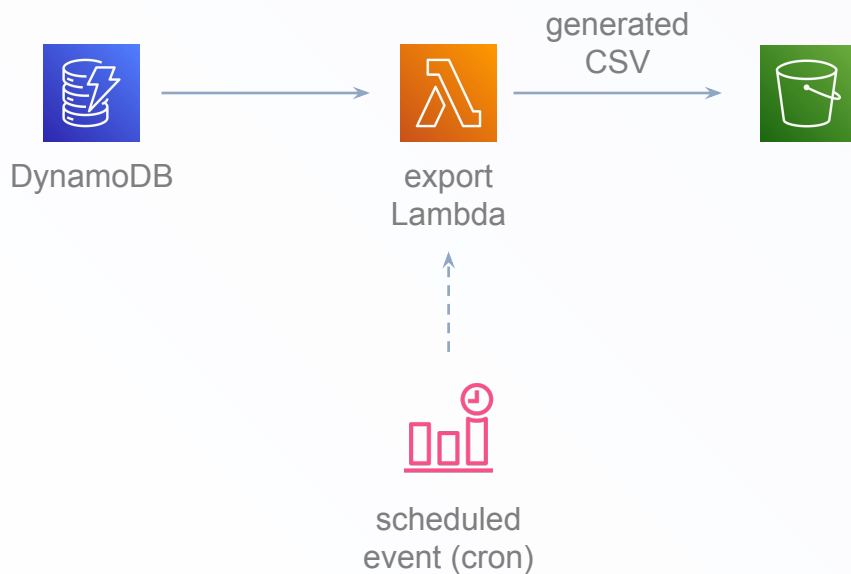 generated
CSV
DynamoDB
export
Lambda
scheduled
event (cron)